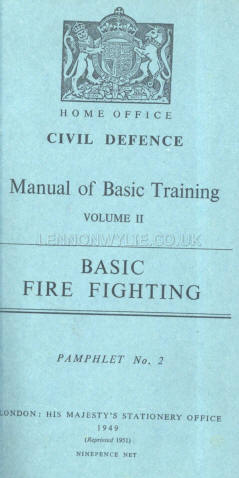 HOME OFFICE
CIVIL DEFENCE
Manual of Basic Training
VOLUME II
LENNONWYLIE.CO.UK
BASIC
FIRE FIGHTING
PAMPHLET No. 2
LONDON: HIS MAJESTY'S STATIONERY OFFICE
1949
(Reprinted 1951)
NINEPENCE NET